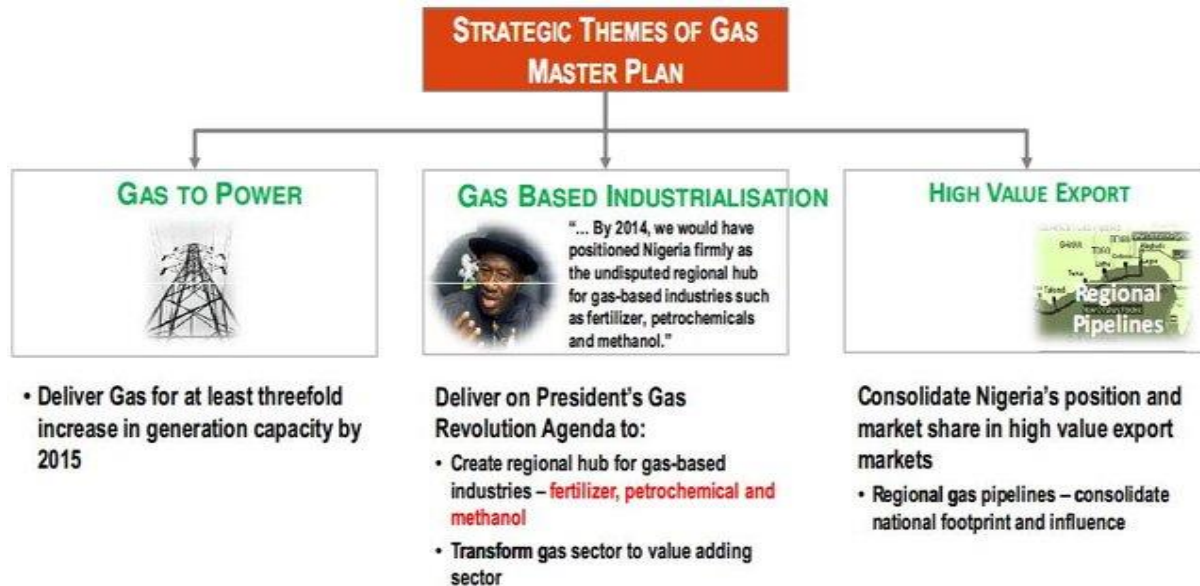 STRATEGIC THEMES OF GAS
MASTER PLAN
GAS TO POWER
• Deliver Gas for at least threefold
increase in generation capacity by
2015
GAS BASED INDUSTRIALISATION
“... By 2014, we would have
positioned Nigeria firmly as
the undisputed regional hub
for gas-based industries such
as fertilizer, petrochemicals
and methanol.”
Deliver on President’s Gas
Revolution Agenda to:
• Create regional hub for gas-based
industries – fertilizer, petrochemical and
methanol
• Transform gas sector to value adding
sector
HIGH VALUE EXPORT
GHANA
TOGO
Regional
Pipelines
Consolidate Nigeria’s position and
market share in high value export
markets
• Regional gas pipelines – consolidate
national footprint and influence